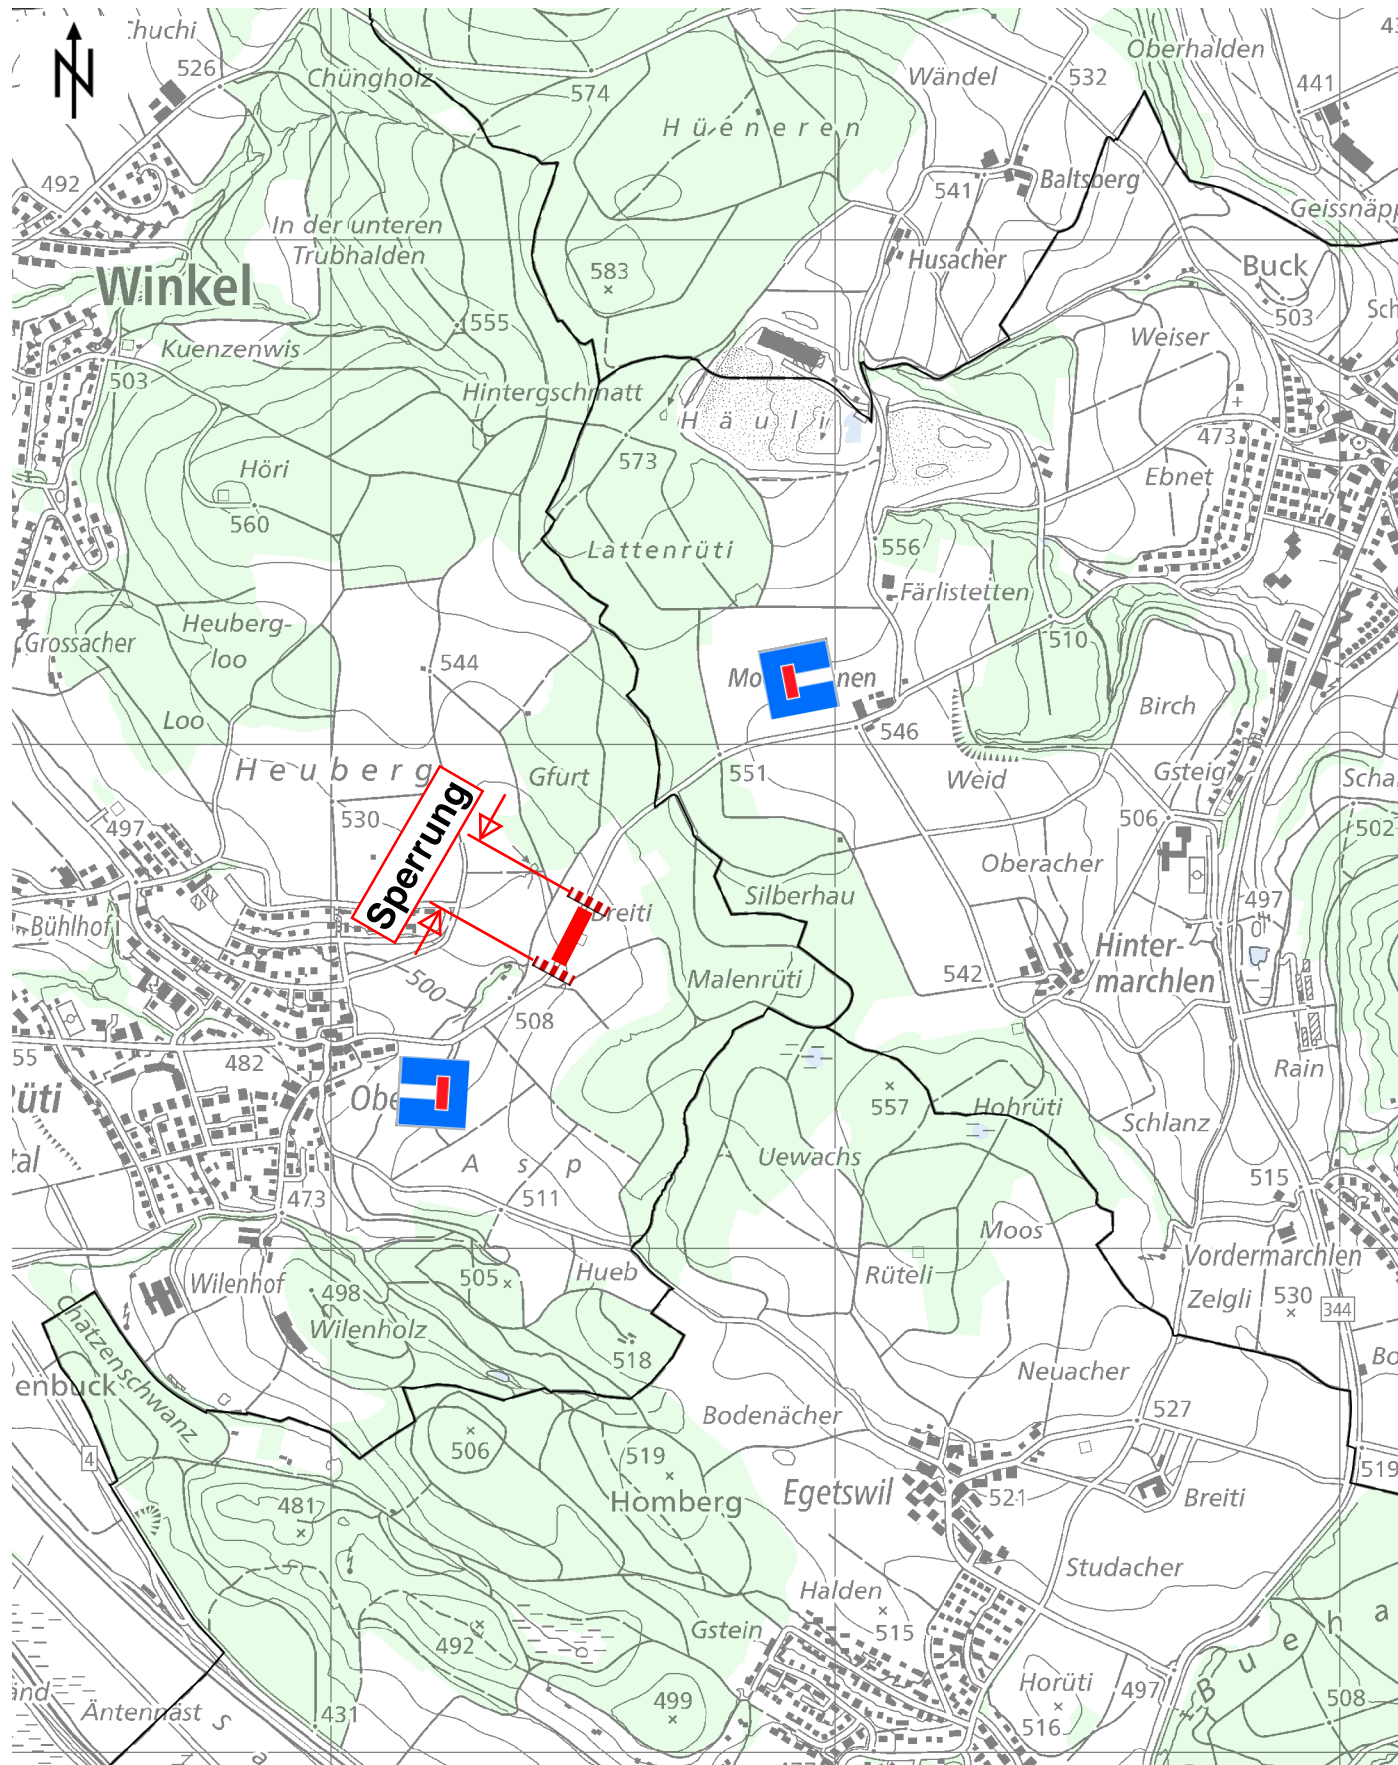 N
526
Chüngholz
574
Hüeneren
Wändel
532
Oberhalden
441
492
541
Baltsberg
In der unteren
Trubhalden
Husacher
Buck
503
Winkel
583
555
Weiser
Kuenzenwis
503
Hintergschmatt
Häuli
473
Höri
573
Ebnet
560
Lattenrüti
556
Färlistetten
510
Grossacher
Heuberg-
loo
544
Loo
Birch
546
Heuberg
Gfurt
551
Weid
Gsteig
Sperrung
497
530
506
502
Oberacher
Silberhau
Breiti
497
Bühlhof
Hinter-
marchlen
500
Malenrüti
542
508
55
482
Rain
557
Hohrüti
Schlanz
Asp
Uewachs
515
473
511
Moos
Vordermarchlen
Wilenhof
505
Hueb
Rüteli
498
Zelgli
530
344
Wilenholz
518
Chatzenschwanz
Neuacher
enbuck
Bodenächer
527
506
519
4
519
481
Homberg
Egetswil
521
Breiti
Studacher
Halden
492
Gstein
515
Horüti
497
499
516
508
Äntennäst
431